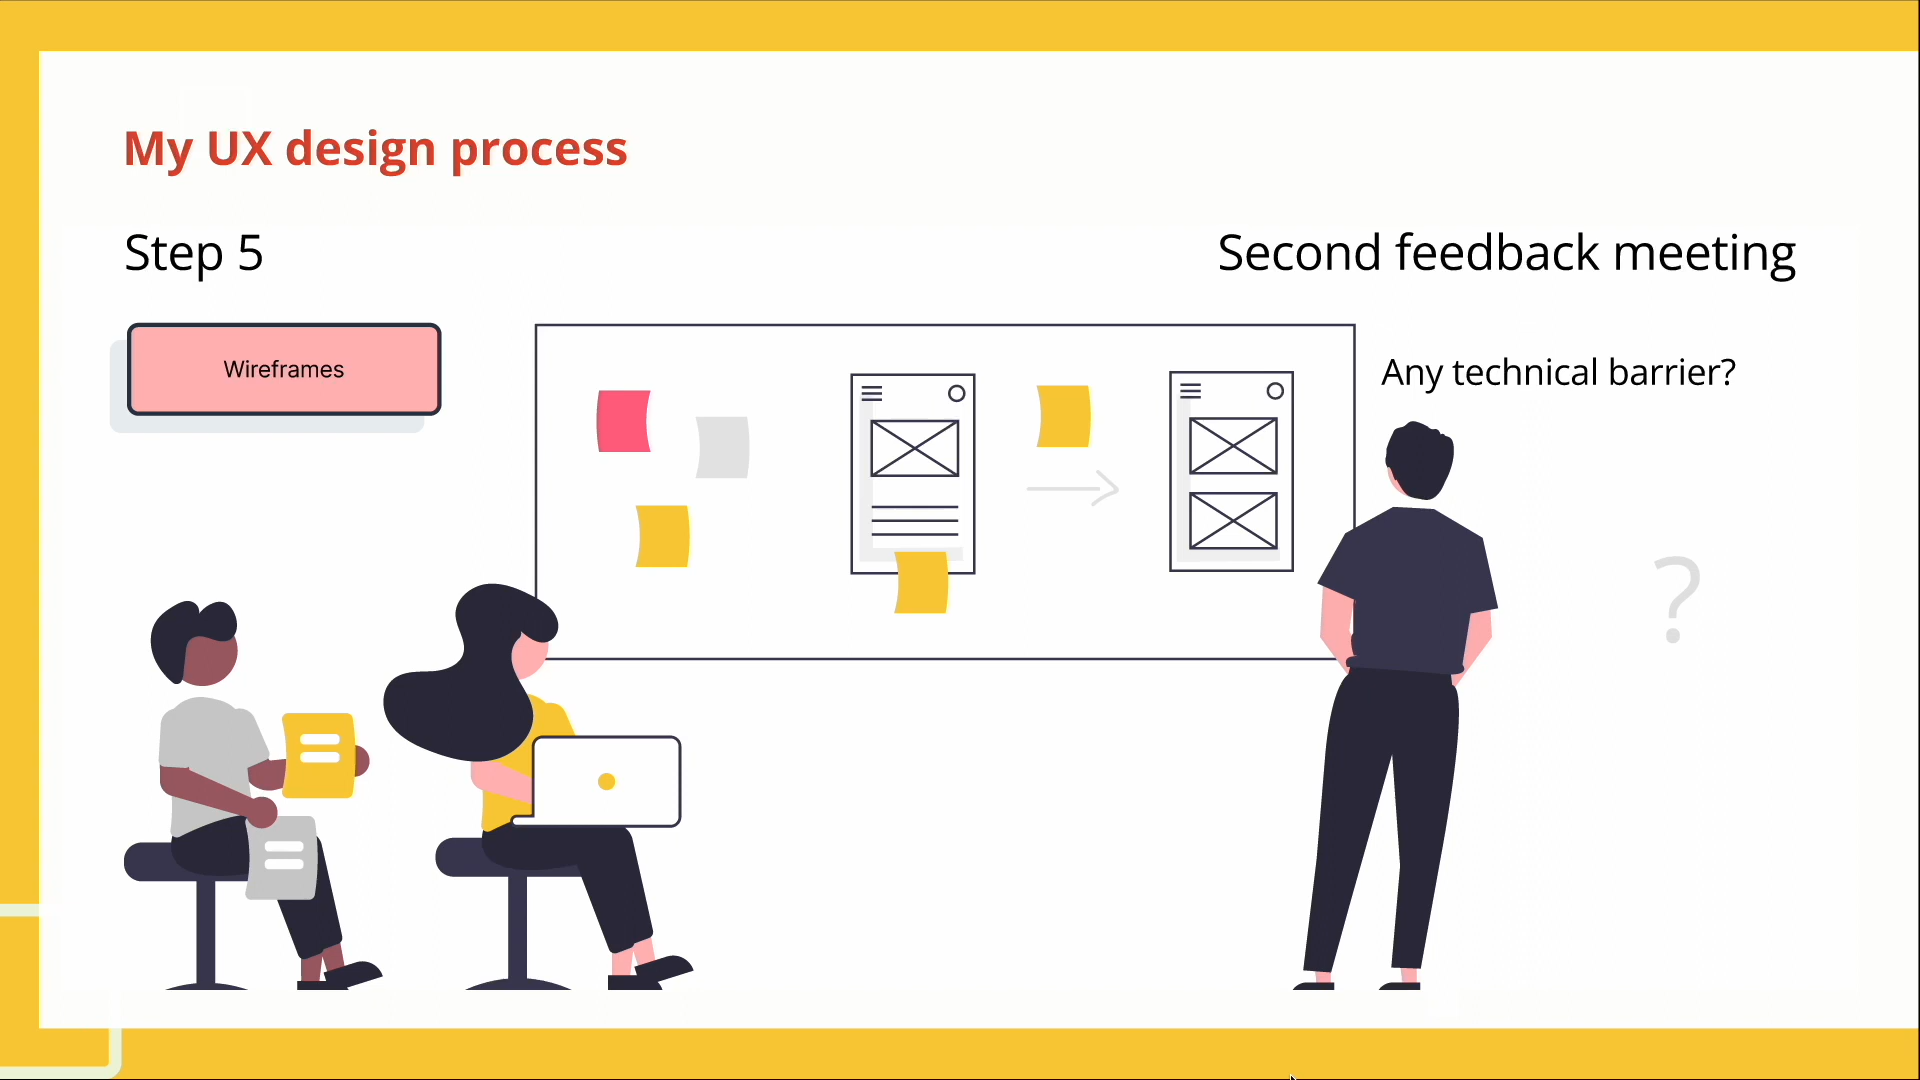 My UX design process
Step 5
Second feedback meeting
Wireframes
Any technical barrier?
?